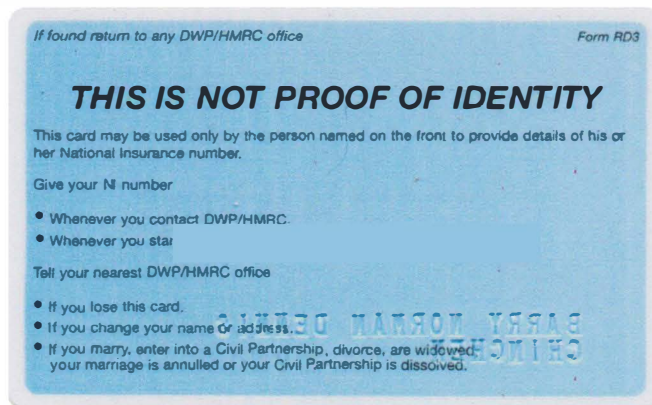 If found return to any DWP/HMRC office Form RD3
THIS IS NOT PROOF OF IDENTITY
This card may be used only by the person named on the front to provide details of his or
her National Insurance number.
Give your NI number
• Whenever you contact DWP/HMRC.
• Whenever you star
Tell your nearest DWP/HMRC office
• If you lose this card.
• If you change your name or address.
• If you marry, enter into a Civil Partnership, divorce, are widowed,
your marriage is annulled or your Civil Partnership is dissolved.
BARRY NORMAN DENNIS